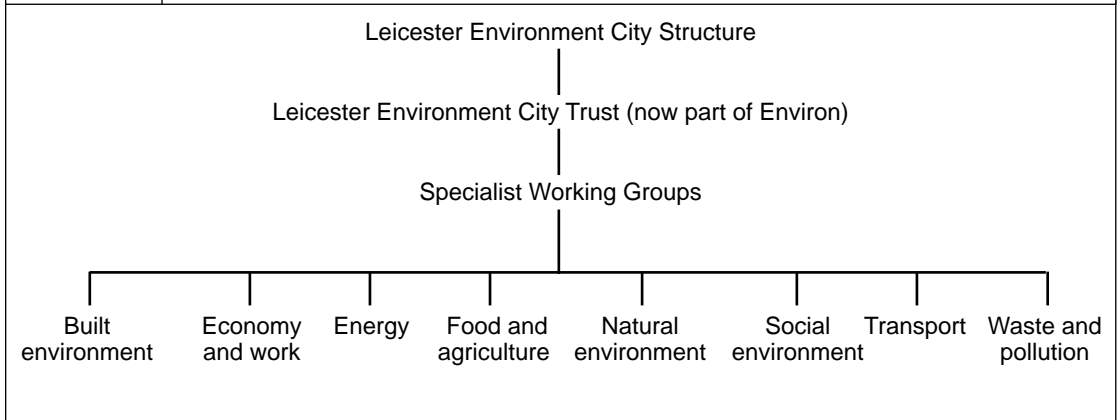 Leicester Environment City Structure
Leicester Environment City Trust (now part of Environ)
Specialist Working Groups
Built environment
Economy and work
Energy
Food and agriculture
Natural environment
Social environment
Transport
Waste and pollution